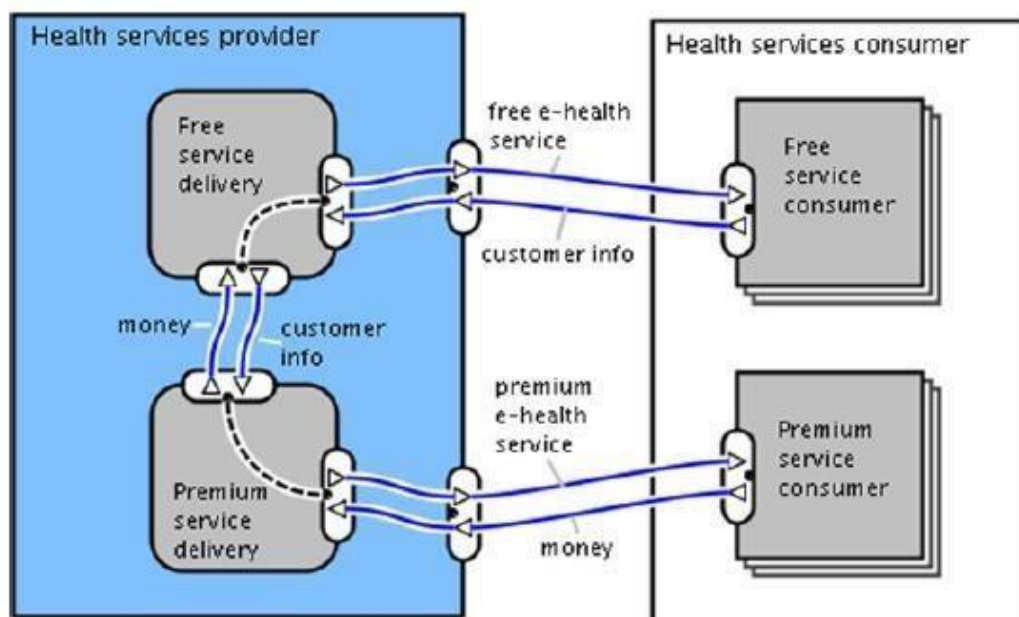 Health services provider
Health services consumer
Free
service
delivery
free e-health
service
Free
service
consumer
customer info
money
customer
info
premium
e-health
service
Premium
service
consumer
Premium
service
delivery
money